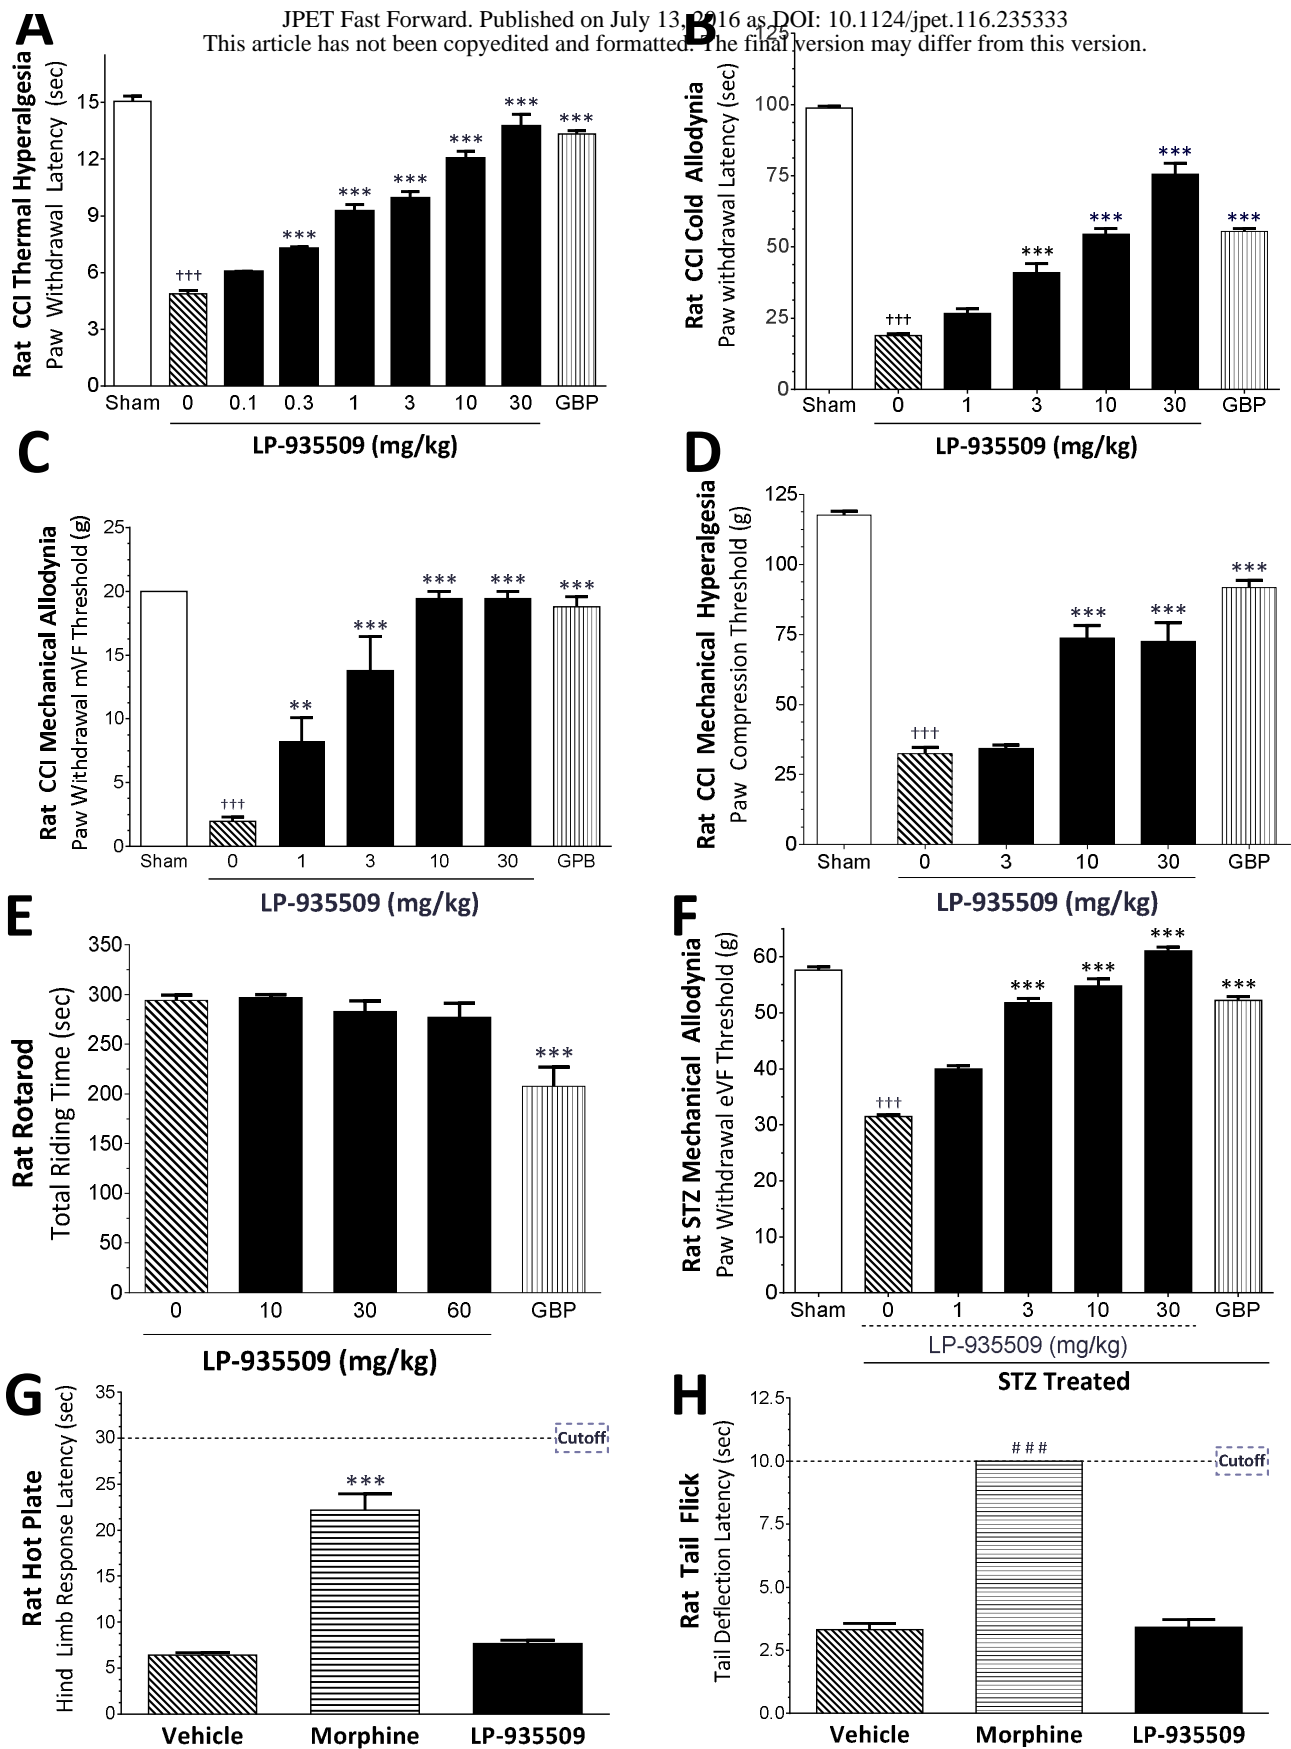 JPET Fast Forward. Published on July 13, 2016 as DOI: 10.1124/jpet.116.235333
This article has not been copyedited and formatted. The final version may differ from this version.
A
Rat CCI Thermal Hyperalgesia
Paw Withdrawal Latency (sec)
15
12
9
6
3
0
†††
***
***
***
***
***
***
Sham 0 0.1 0.3 1 3 10 30 GBP
LP-935509 (mg/kg)
B
Rat CCI Cold Allodynia
Paw withdrawal Latency (sec)
125
100
75
50
25
0
†††
***
***
***
***
Sham 0 1 3 10 30 GBP
LP-935509 (mg/kg)
C
Rat CCI Mechanical Allodynia
Paw Withdrawal mVF Threshold (g)
25
20
15
10
5
0
†††
**
***
***
***
***
Sham 0 1 3 10 30 GPB
LP-935509 (mg/kg)
D
Rat CCI Mechanical Hyperalgesia
Paw Compression Threshold (g)
125
100
75
50
25
0
†††
***
***
***
Sham 0 3 10 30 GBP
LP-935509 (mg/kg)
E
Rat Rotarod
Total Riding Time (sec)
350
300
250
200
150
100
50
0
***
0 10 30 60 GBP
LP-935509 (mg/kg)
F
Rat STZ Mechanical Allodynia
Paw Withdrawal eVF Threshold (g)
60
50
40
30
20
10
0
†††
***
***
***
***
Sham 0 1 3 10 30 GBP
LP-935509 (mg/kg)
STZ Treated
G
Rat Hot Plate
Hind Limb Response Latency (sec)
35
30
25
20
15
10
5
0
Cutoff
***
Vehicle Morphine LP-935509
H
Rat Tail Flick
Tail Deflection Latency (sec)
12.5
10.0
7.5
5.0
2.5
0.0
###
Cutoff
Vehicle Morphine LP-935509